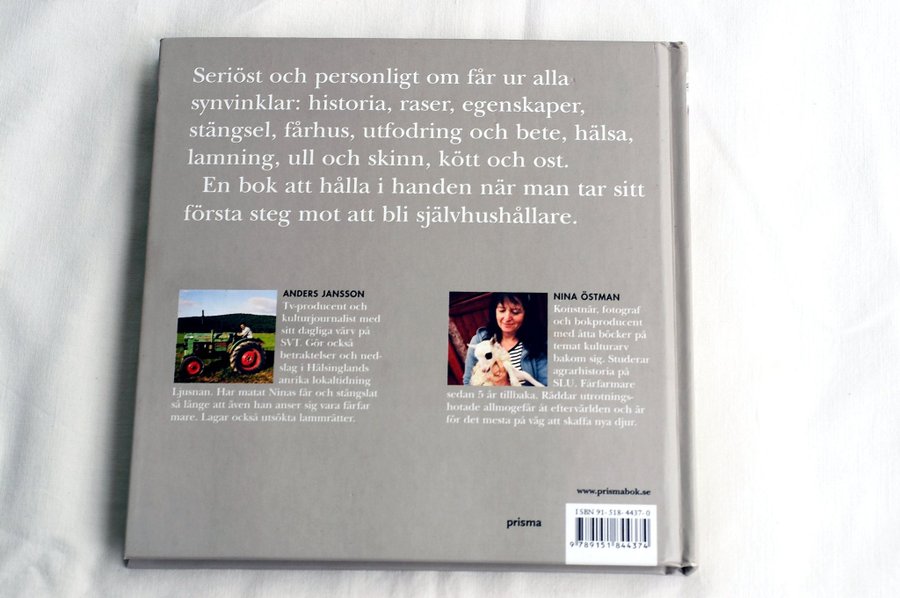 Seriöst och personligt om får ur alla
synvinklar: historia, raser, egenskaper,
stängsel, fårhus, utfodring och bete, hälsa,
lamning, ull och skinn, kött och ost.
En bok att hålla i handen när man tar sitt
första steg mot att bli självhushållare.
ANDERS JANSSON
Tv-producent och
kulturjournalist med
sitt dagliga värv på
SVT. Gör också
betraktelser och ned-
slag i Hälsinglands
anrika lokaltidning
Ljusnan. Har matat Ninas får och stängslat
så länge att även han anser sig vara fårfar
mare. Lagar också utsökta lammrätter.
NINA ÖSTMAN
Konstnär, fotograf
och bokproducent
med åtta böcker på
temat kulturarv
bakom sig. Studerar
agrarhistoria på
SLU. Fårfarmare
sedan 5 år tillbaka. Räddar utrotnings-
hotade allmogefår åt eftervärlden och är
för det mesta på väg att skaffa nya djur.
www.prismabok.se
prisma
ISBN 91-518-4437-0
9 789151 844374